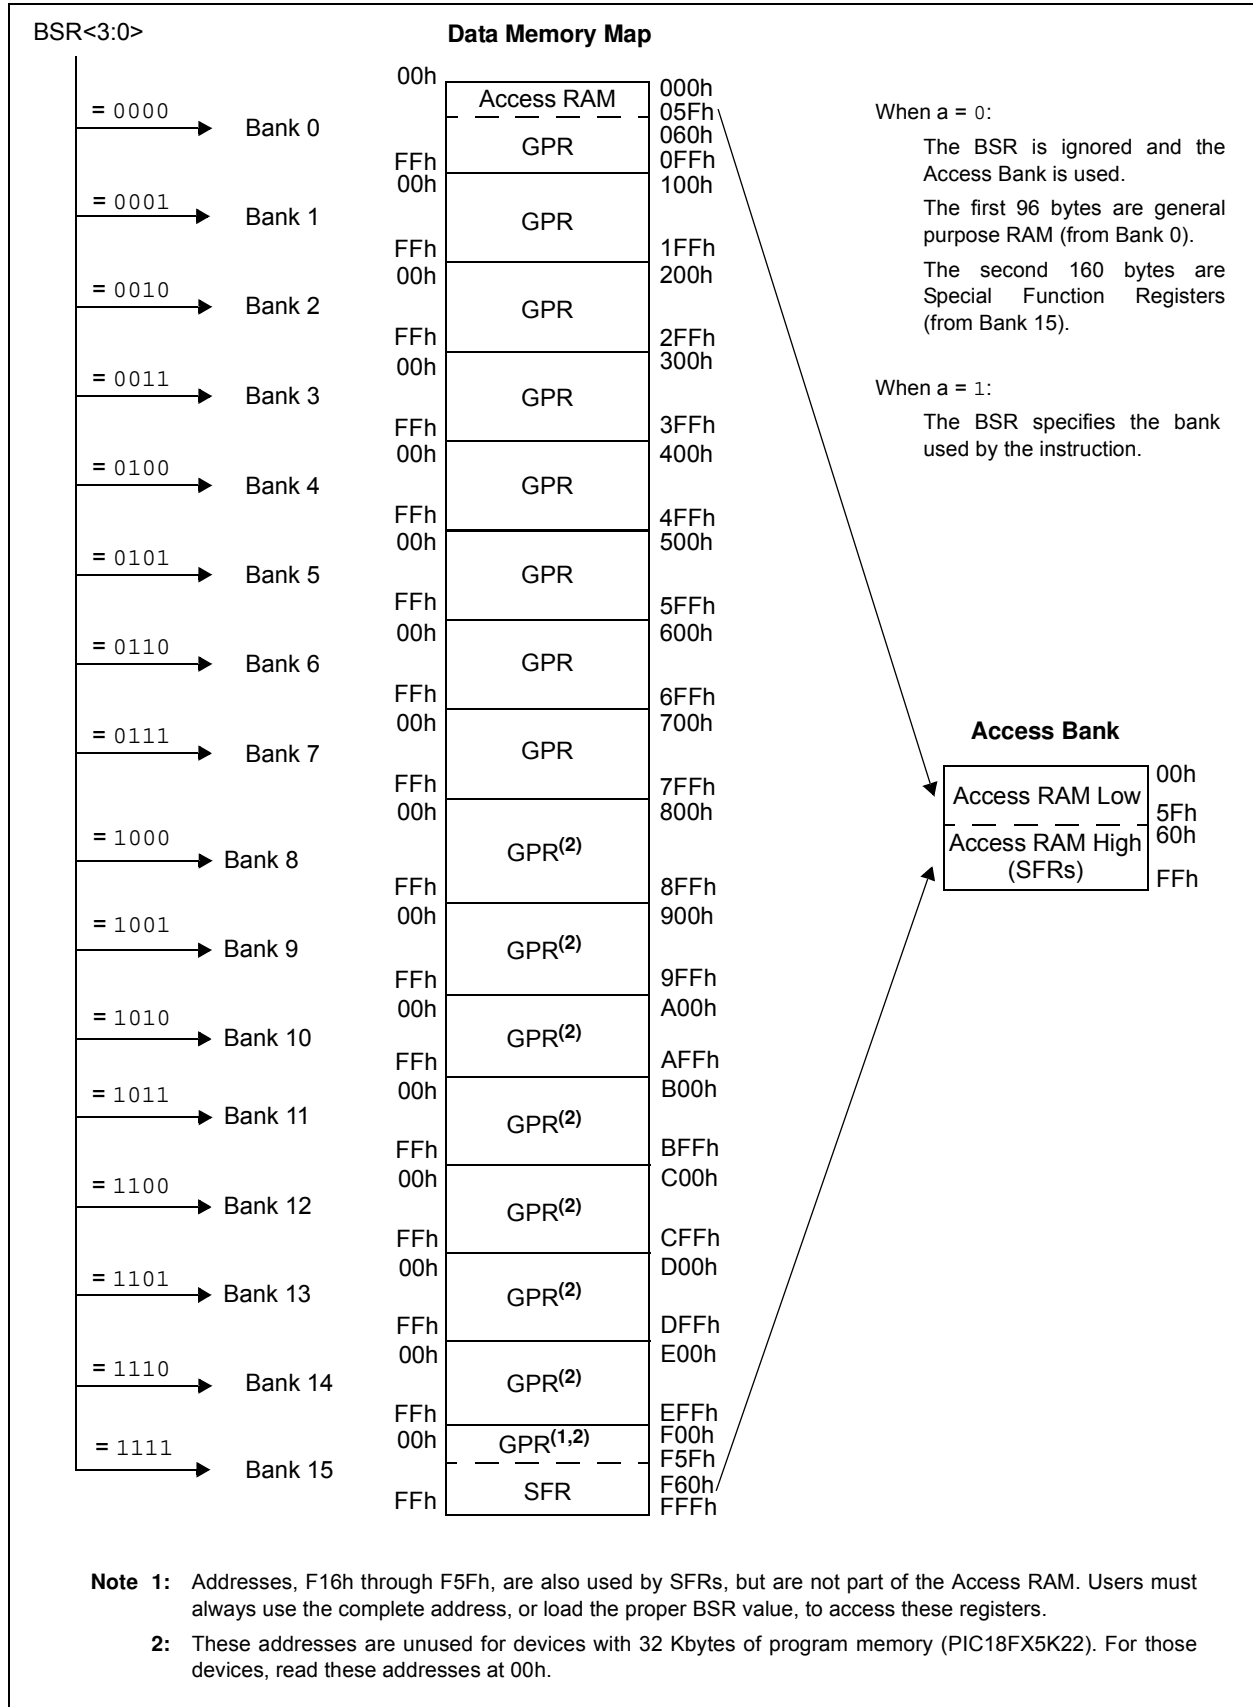 BSR<3:0>
Data Memory Map
00h
Access RAM
000h
05Fh
= 0000
Bank 0
060h
GPR
FFh
0FFh
00h
100h
= 0001
Bank 1
GPR
FFh
1FFh
00h
200h
= 0010
Bank 2
GPR
FFh
2FFh
00h
300h
= 0011
Bank 3
GPR
FFh
3FFh
00h
400h
= 0100
Bank 4
GPR
FFh
4FFh
00h
500h
= 0101
Bank 5
GPR
FFh
5FFh
00h
600h
= 0110
Bank 6
GPR
FFh
6FFh
00h
700h
= 0111
Bank 7
GPR
FFh
7FFh
00h
800h
= 1000
Bank 8
GPR(2)
FFh
8FFh
00h
900h
= 1001
Bank 9
GPR(2)
FFh
9FFh
00h
A00h
= 1010
Bank 10
GPR(2)
FFh
AFFh
00h
B00h
= 1011
Bank 11
GPR(2)
FFh
BFFh
00h
C00h
= 1100
Bank 12
GPR(2)
FFh
CFFh
00h
D00h
= 1101
Bank 13
GPR(2)
FFh
DFFh
00h
E00h
= 1110
Bank 14
GPR(2)
FFh
EFFh
00h
F00h
= 1111
Bank 15
GPR(1,2)
F5Fh
F60h
SFR
FFh
FFFh
When a = 0:
The BSR is ignored and the
Access Bank is used.
The first 96 bytes are general
purpose RAM (from Bank 0).
The second 160 bytes are
Special Function Registers
(from Bank 15).
When a = 1:
The BSR specifies the bank
used by the instruction.
Access Bank
00h
Access RAM Low
5Fh
60h
Access RAM High
(SFRs)
FFh
Note 1: Addresses, F16h through F5Fh, are also used by SFRs, but are not part of the Access RAM. Users must
always use the complete address, or load the proper BSR value, to access these registers.
2: These addresses are unused for devices with 32 Kbytes of program memory (PIC18FX5K22). For those
devices, read these addresses at 00h.